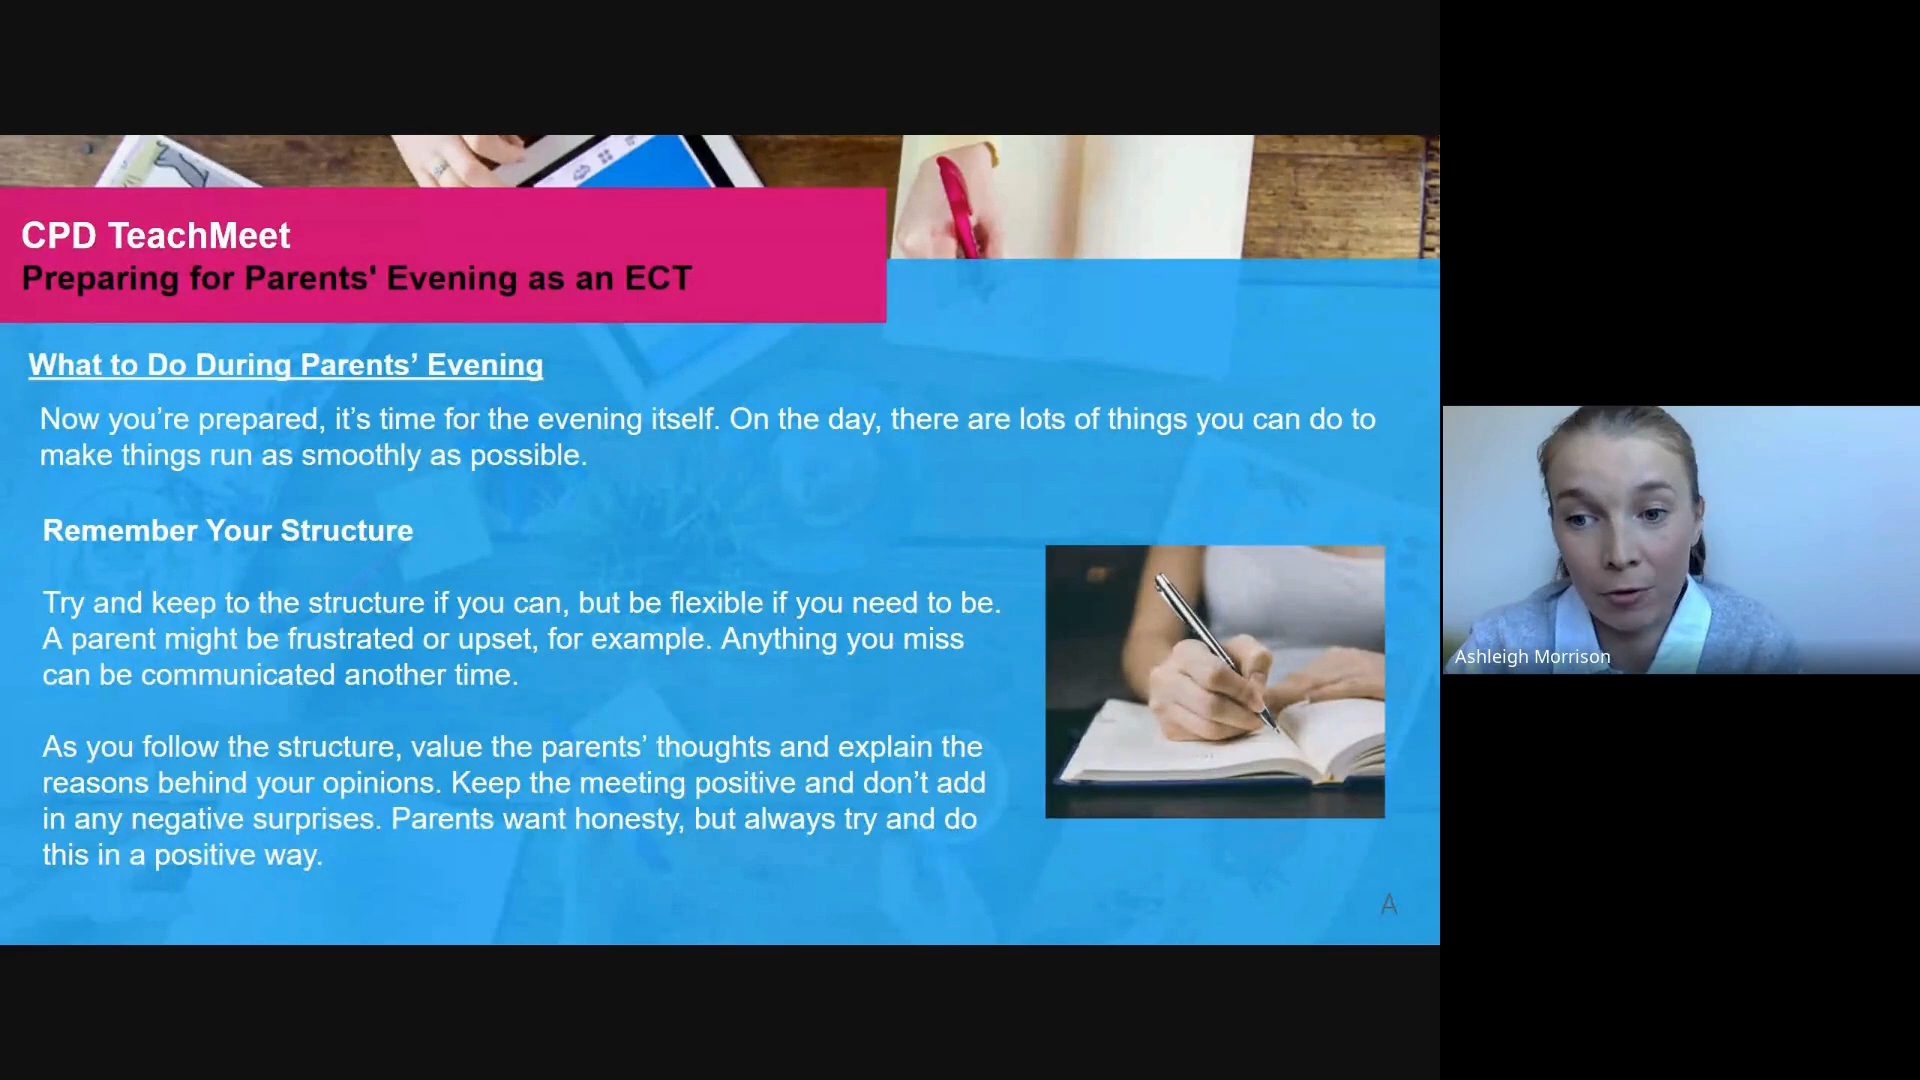 CPD TeachMeet
Preparing for Parents' Evening as an ECT
What to Do During Parents’ Evening
Now you’re prepared, it’s time for the evening itself. On the day, there are lots of things you can do to
make things run as smoothly as possible.
Remember Your Structure
Try and keep to the structure if you can, but be flexible if you need to be.
A parent might be frustrated or upset, for example. Anything you miss
can be communicated another time.
As you follow the structure, value the parents’ thoughts and explain the
reasons behind your opinions. Keep the meeting positive and don’t add
in any negative surprises. Parents want honesty, but always try and do
this in a positive way.
A
Ashleigh Morrison